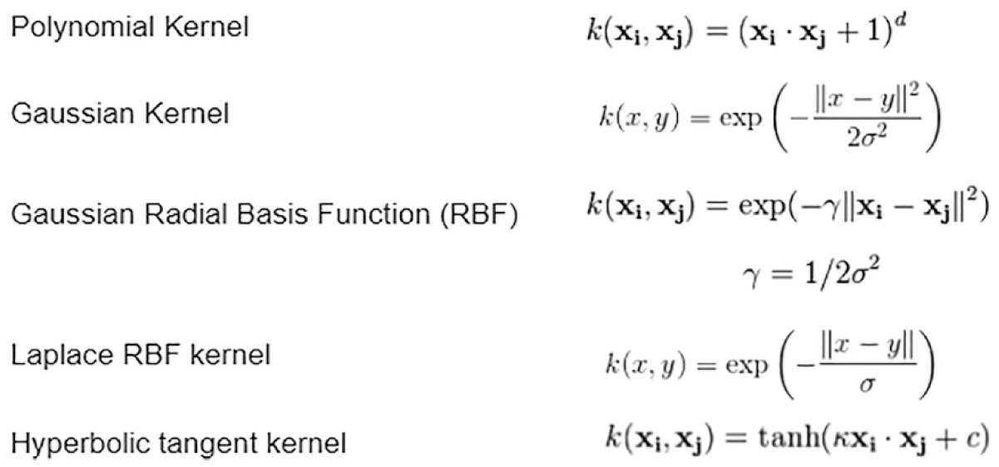 Polynomial Kernel k(𝐱ᵢ, 𝐱ⱼ) = (𝐱ᵢ · 𝐱ⱼ + 1)ᵈ
Gaussian Kernel k(x, y) = exp(−‖x − y‖² / 2σ²)
Gaussian Radial Basis Function (RBF) k(𝐱ᵢ, 𝐱ⱼ) = exp(−γ‖𝐱ᵢ − 𝐱ⱼ‖²)
γ = 1/2σ²
Laplace RBF kernel k(x, y) = exp(−‖x − y‖ / σ)
Hyperbolic tangent kernel k(𝐱ᵢ, 𝐱ⱼ) = tanh(κ𝐱ᵢ · 𝐱ⱼ + c)